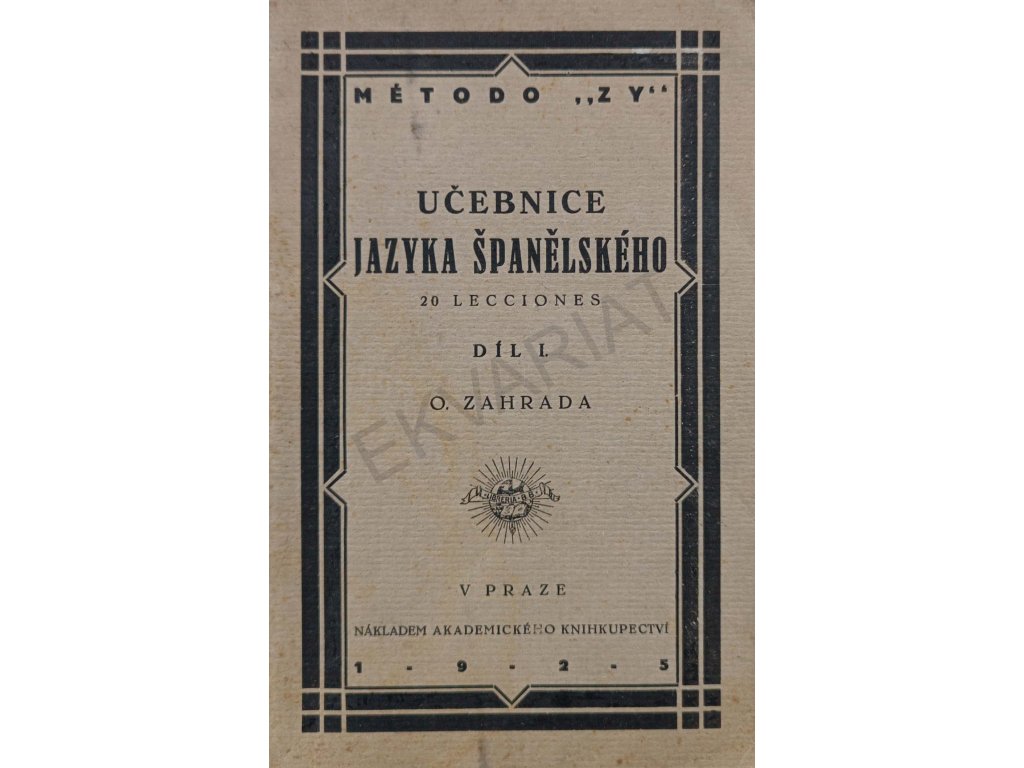 MÉTODO „ZY“
UČEBNICE
JAZYKA ŠPANĚLSKÉHO
20 LECCIONES
DÍL I.
O. ZAHRADA
V PRAZE
NÁKLADEM AKADEMICKÉHO KNIHKUPECTVÍ
1-9-2-5
EKVARIAT